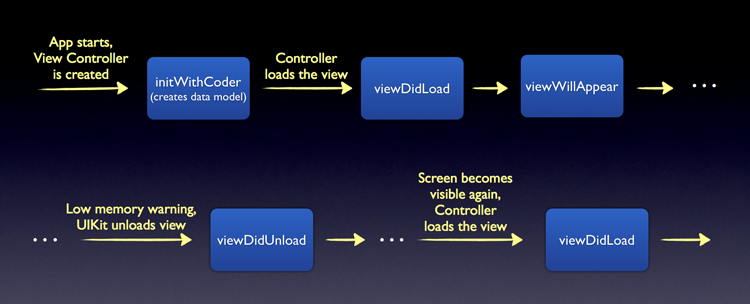 App starts,
View Controller
is created
initWithCoder
(creates data model)
Controller
loads the view
viewDidLoad
viewWillAppear
...
...
Low memory warning,
UIKit unloads view
viewDidUnload
...
Screen becomes
visible again,
Controller
loads the view
viewDidLoad